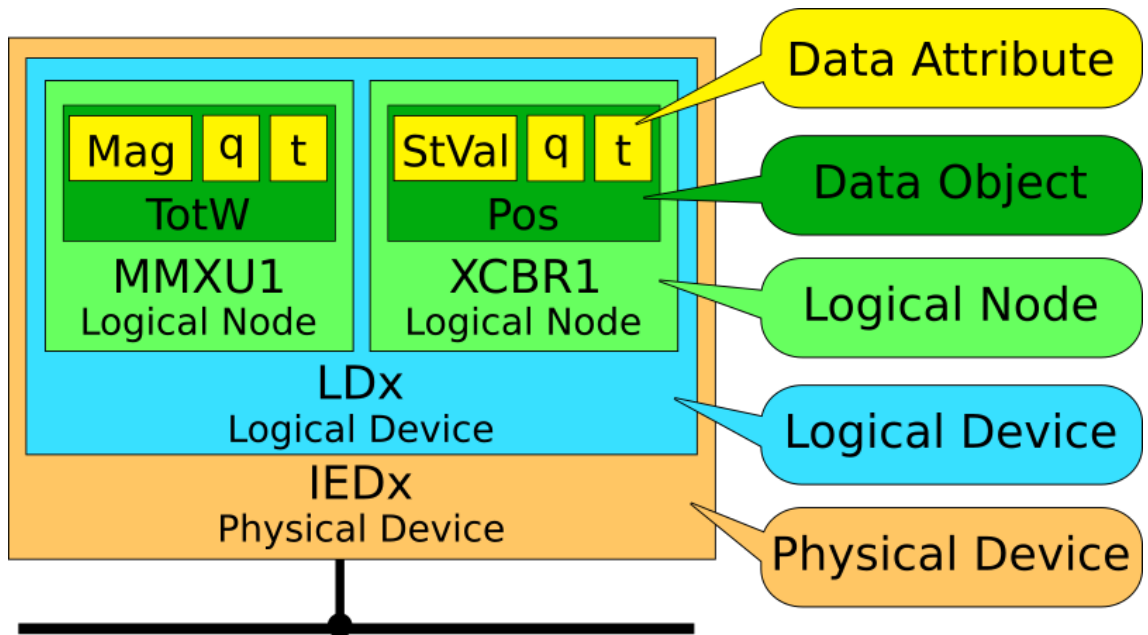 Data Attribute
Mag q t
StVal q t
TotW
Pos
Data Object
MMXU1
Logical Node
XCBR1
Logical Node
Logical Node
LDx
Logical Device
Logical Device
IEDx
Physical Device
Physical Device